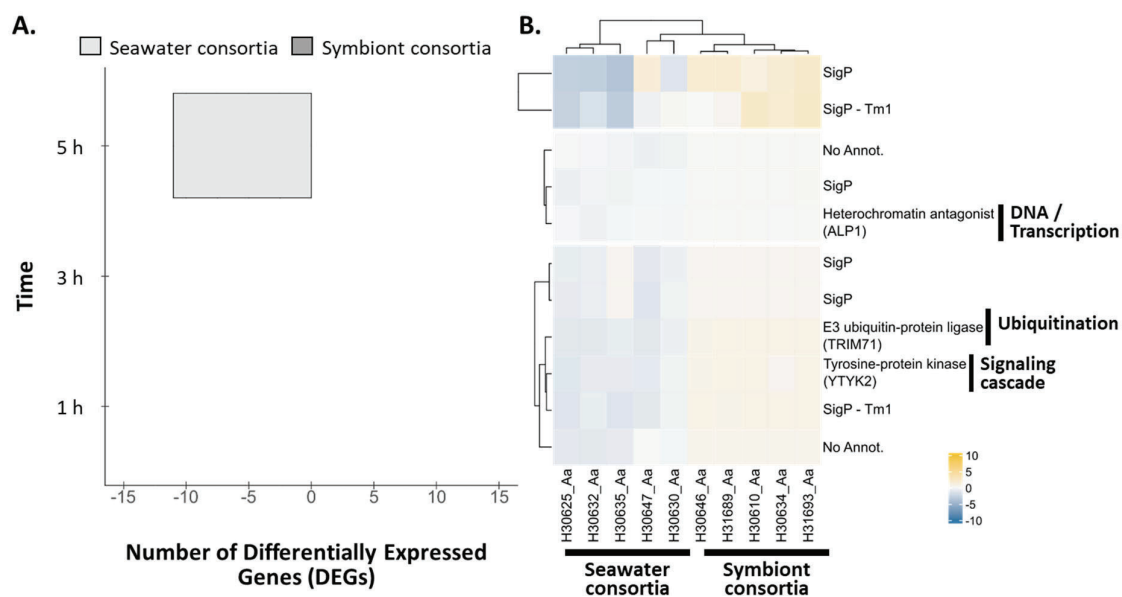 A.
Seawater consortia
Symbiont consortia
5 h
3 h
1 h
Time
-15 -10 -5 0 5 10 15
Number of Differentially Expressed
Genes (DEGs)
B.
SigP
SigP - Tm1
No Annot.
SigP
Heterochromatin antagonist
(ALP1)
DNA /
Transcription
SigP
SigP
E3 ubiquitin-protein ligase
(TRIM71)
Ubiquitination
Tyrosine-protein kinase
(YTYK2)
Signaling
cascade
SigP - Tm1
No Annot.
10
5
0
-5
-10
H30625_Aa
H30632_Aa
H30635_Aa
H30647_Aa
H30630_Aa
H30646_Aa
H31689_Aa
H30610_Aa
H30634_Aa
H31693_Aa
Seawater
consortia
Symbiont
consortia